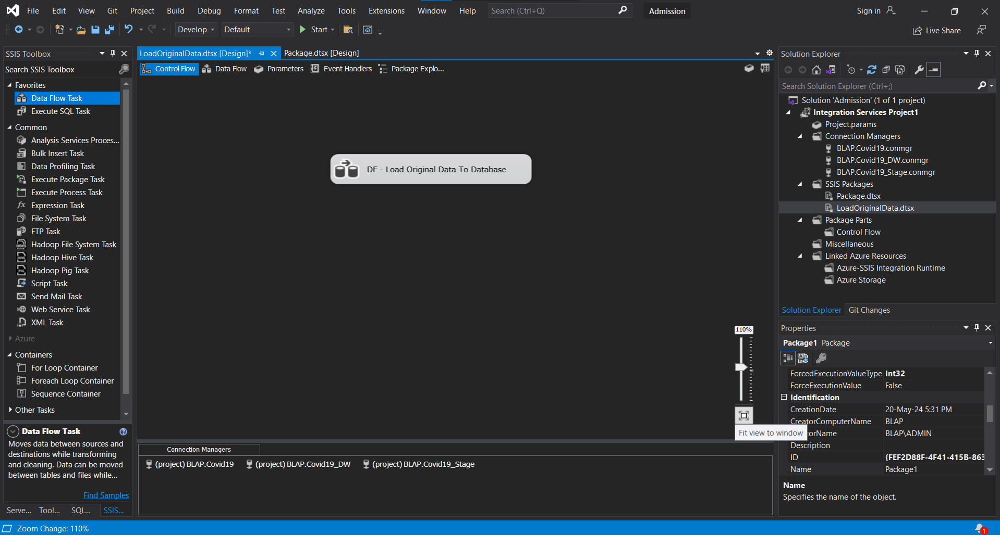 File Edit View Git Project Build Debug Format Test Analyze Tools Extensions Window Help Search (Ctrl+Q) Admission Sign in
Develop Default Start Live Share
SSIS Toolbox
Search SSIS Toolbox
Favorites
Data Flow Task
Execute SQL Task
Common
Analysis Services Proces...
Bulk Insert Task
Data Profiling Task
Execute Package Task
Execute Process Task
Expression Task
File System Task
FTP Task
Hadoop File System Task
Hadoop Hive Task
Hadoop Pig Task
Script Task
Send Mail Task
Web Service Task
XML Task
Azure
Containers
For Loop Container
Foreach Loop Container
Sequence Container
Other Tasks
Data Flow Task
Moves data between sources and
destinations while transforming
and cleaning. Data can be moved
between tables and files while...
Find Samples
Serve... Tool... SQL... SSIS...
LoadOriginalData.dtsx [Design]* Package.dtsx [Design]
Control Flow Data Flow Parameters Event Handlers Package Explo...
DF - Load Original Data To Database
110%
Fit view to window
Connection Managers
(project) BLAP.Covid19 (project) BLAP.Covid19_DW (project) BLAP.Covid19_Stage
Solution Explorer
Search Solution Explorer (Ctrl+;)
Solution 'Admission' (1 of 1 project)
Integration Services Project1
Project.params
Connection Managers
BLAP.Covid19.conmgr
BLAP.Covid19_DW.conmgr
BLAP.Covid19_Stage.conmgr
SSIS Packages
Package.dtsx
LoadOriginalData.dtsx
Package Parts
Control Flow
Miscellaneous
Linked Azure Resources
Azure-SSIS Integration Runtime
Azure Storage
Solution Explorer Git Changes
Properties
Package1 Package
ForcedExecutionValueType Int32
ForceExecutionValue False
Identification
CreationDate 20-May-24 5:31 PM
CreatorComputerName BLAP
torName BLAP\ADMIN
Description
ID {FEF2D88F-4F41-415B-863
Name Package1
Name
Specifies the name of the object.
Zoom Change: 110% 1